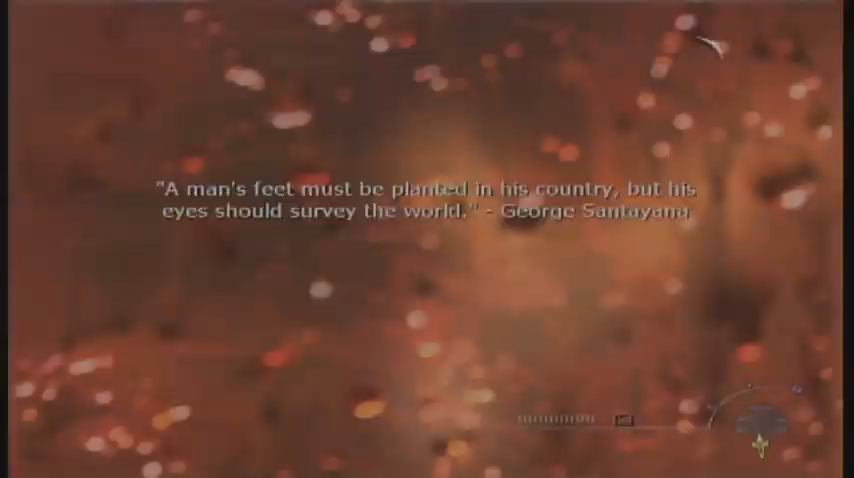 "A man's feet must be planted in his country, but his
eyes should survey the world." - George Santayana